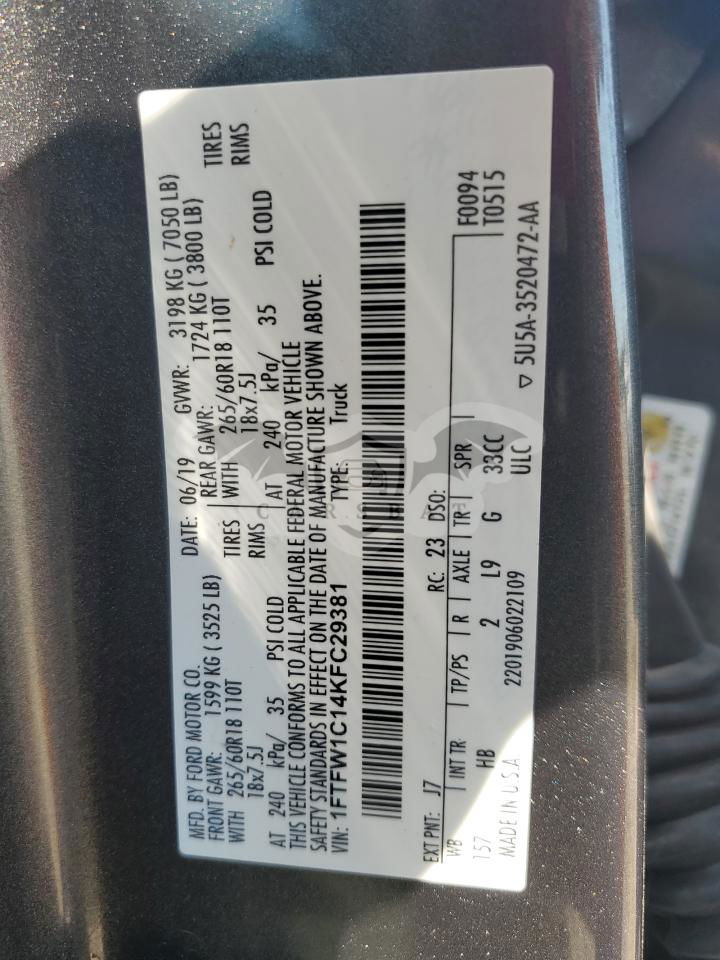 MFD. BY FORD MOTOR CO.
DATE: 06/19 GVWR: 3198 KG ( 7050 LB)
FRONT GAWR: 1599 KG ( 3525 LB) REAR GAWR: 1724 KG ( 3800 LB)
WITH 265/60R18 110T TIRES WITH 265/60R18 110T TIRES
18x7.5J RIMS 18x7.5J RIMS
AT 240 kPa/ 35 PSI COLD AT 240 kPa/ 35 PSI COLD
THIS VEHICLE CONFORMS TO ALL APPLICABLE FEDERAL MOTOR VEHICLE
SAFETY STANDARDS IN EFFECT ON THE DATE OF MANUFACTURE SHOWN ABOVE.
VIN: 1FTFW1C14KFC29381 TYPE: Truck
EXT PNT: J7 RC: 23 DSO: F0094
WB INT TR TP/PS R AXLE TR SPR T0515
157 HB 2 L9 G 33CC
MADE IN U.S.A. 2201906022109 ULC
5U5A-3520472-AA